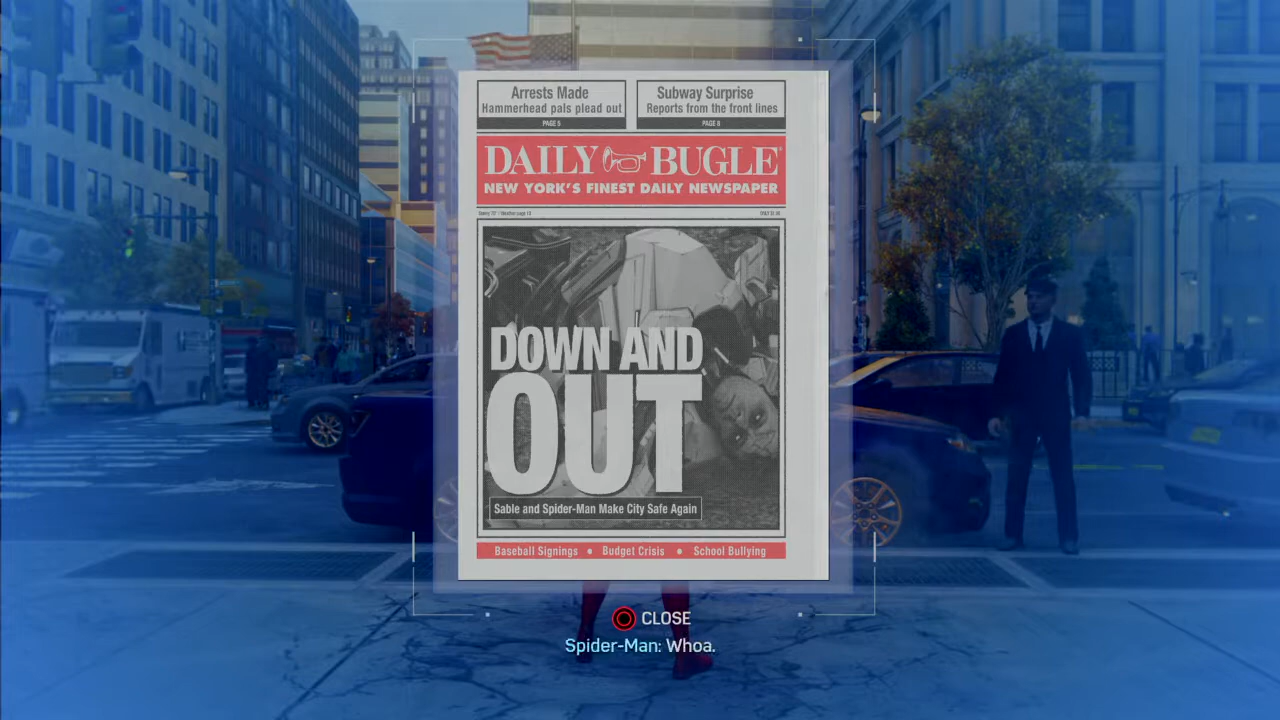 Arrests Made
Hammerhead pals plead out
PAGE 5
Subway Surprise
Reports from the front lines
PAGE 8
DAILY BUGLE
NEW YORK'S FINEST DAILY NEWSPAPER
DOWN AND
OUT
Sable and Spider-Man Make City Safe Again
Baseball Signings • Budget Crisis • School Bullying
CLOSE
Spider-Man: Whoa.